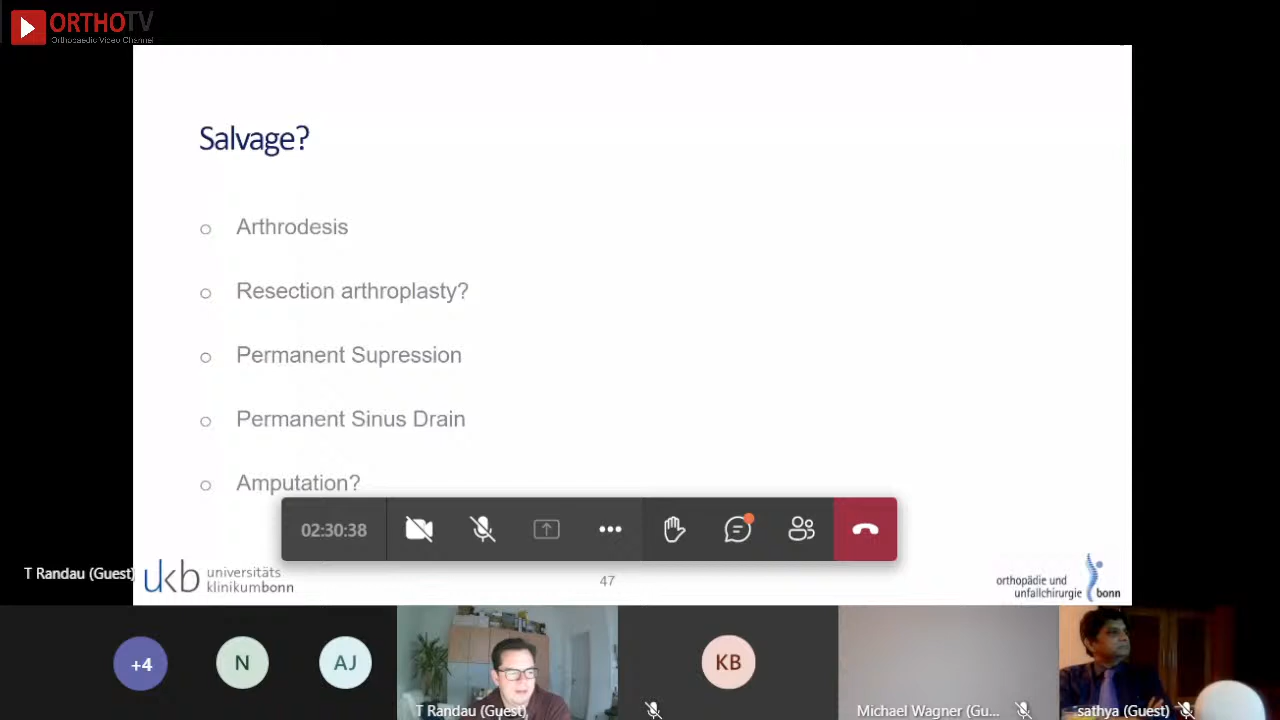 ORTHOTV
Orthopaedic Video Channel
Salvage?
Arthrodesis
Resection arthroplasty?
Permanent Supression
Permanent Sinus Drain
Amputation?
02:30:38
T Randau (Guest)
ukb universitäts
klinikumbonn
47
orthopädie und
unfallchirurgie bonn
+4
N
AJ
KB
T Randau (Guest)
Michael Wagner (Gu...
sathya (Guest)